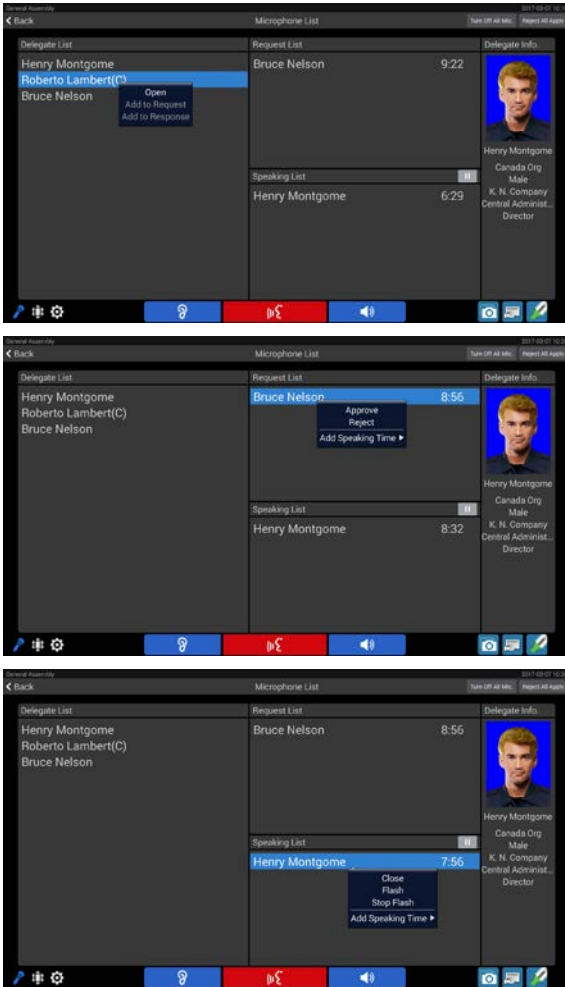 General Assembly
Back
Microphone List
Turn Off All Mic.
Reject All Apply
Delegate List
Request List
Delegate Info.
Henry Montgome
Roberto Lambert(C)
Bruce Nelson
Open
Add to Request
Add to Response
Bruce Nelson 9:22
Speaking List
Henry Montgome 6:29
Henry Montgome
Canada Org
Male
K. N. Company
Central Administ...
Director
General Assembly
Back
Microphone List
Turn Off All Mic.
Reject All Apply
Delegate List
Request List
Delegate Info.
Henry Montgome
Roberto Lambert(C)
Bruce Nelson
Bruce Nelson 8:56
Approve
Reject
Add Speaking Time
Speaking List
Henry Montgome 8:32
Henry Montgome
Canada Org
Male
K. N. Company
Central Administ...
Director
General Assembly
Back
Microphone List
Turn Off All Mic.
Reject All Apply
Delegate List
Request List
Delegate Info.
Henry Montgome
Roberto Lambert(C)
Bruce Nelson
Bruce Nelson 8:56
Speaking List
Henry Montgome 7:56
Close
Flash
Stop Flash
Add Speaking Time
Henry Montgome
Canada Org
Male
K. N. Company
Central Administ...
Director